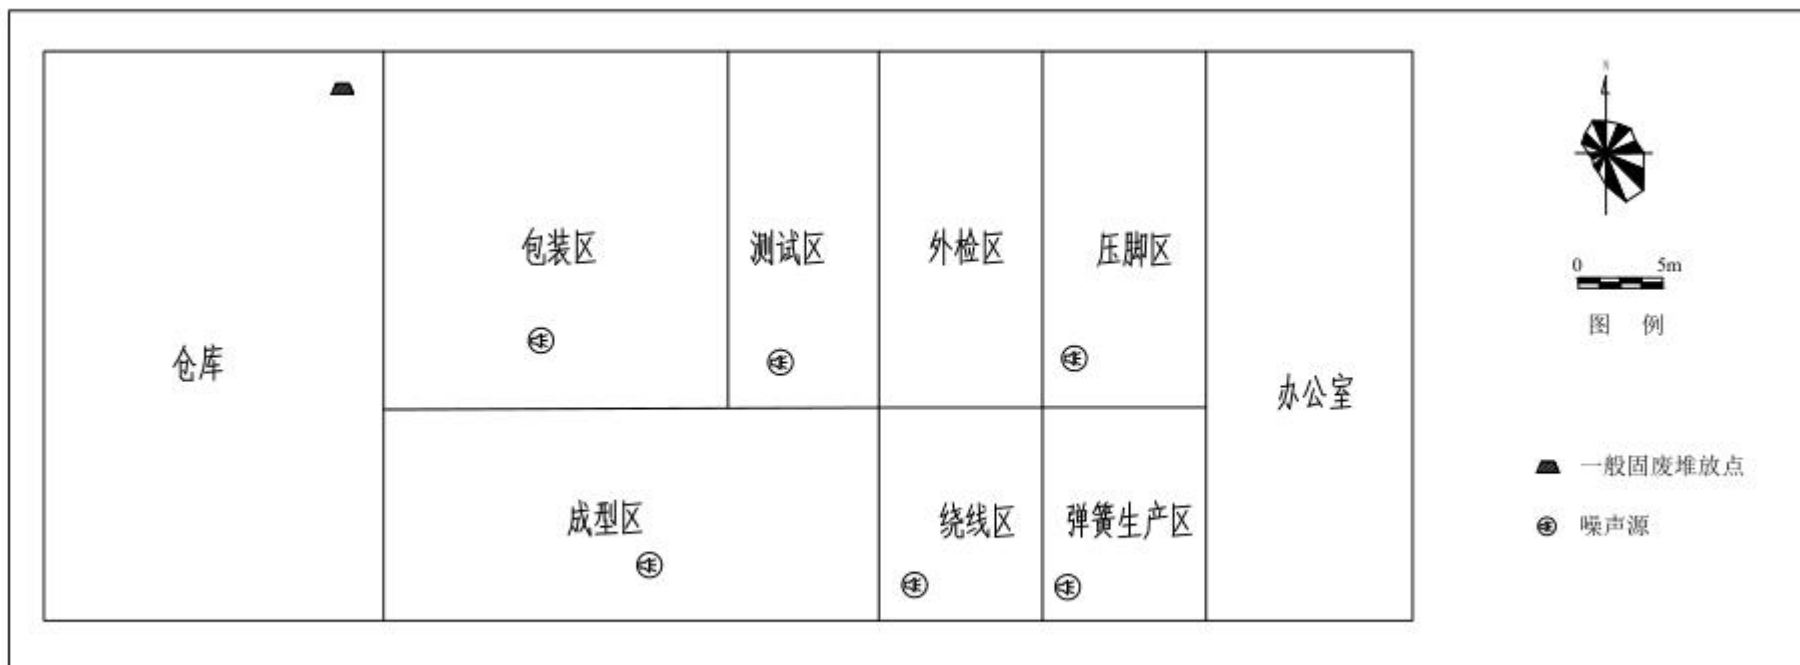 N
包装区
测试区
外检区
压脚区
0 5m
图 例
仓库
办公室
一般固废堆放点
成型区
绕线区
弹簧生产区
噪声源